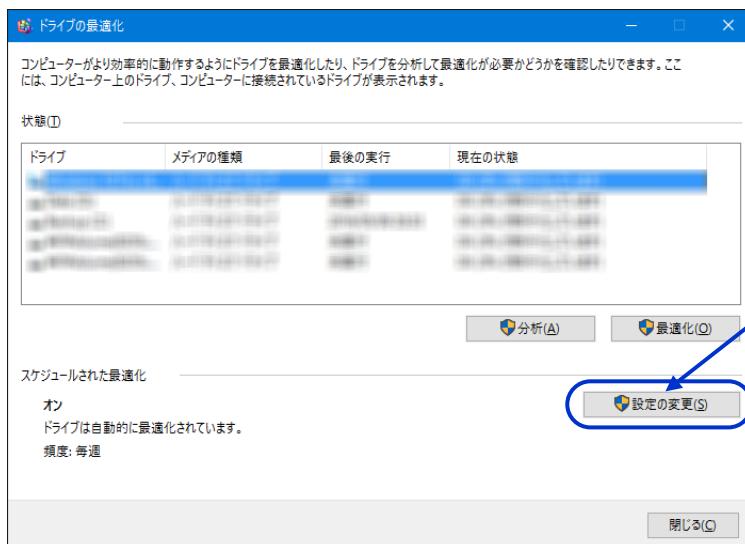 ドライブの最適化
コンピューターがより効率的に動作するようにドライブを最適化したり、ドライブを分析して最適化が必要かどうかを確認したりできます。ここ
には、コンピューター上のドライブ、コンピューターに接続されているドライブが表示されます。
状態(T)
ドライブ メディアの種類 最後の実行 現在の状態
分析(A) 最適化(O)
スケジュールされた最適化
オン
設定の変更(S)
ドライブは自動的に最適化されています。
頻度: 毎週
閉じる(C)